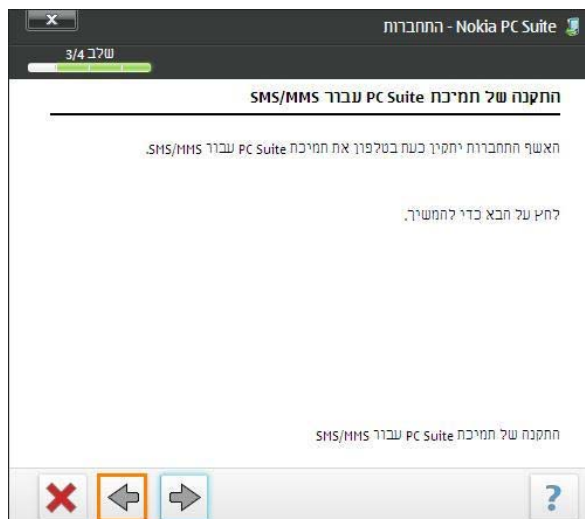 Nokia PC Suite - התחברות
X
שלב 3/4
התקנה של תמיכת PC Suite עבור SMS/MMS
האשף התחברות יתקין כעת בטלפון את תמיכת PC Suite עבור SMS/MMS.
לחץ על הבא כדי להמשיך.
התקנה של תמיכת PC Suite עבור SMS/MMS
?